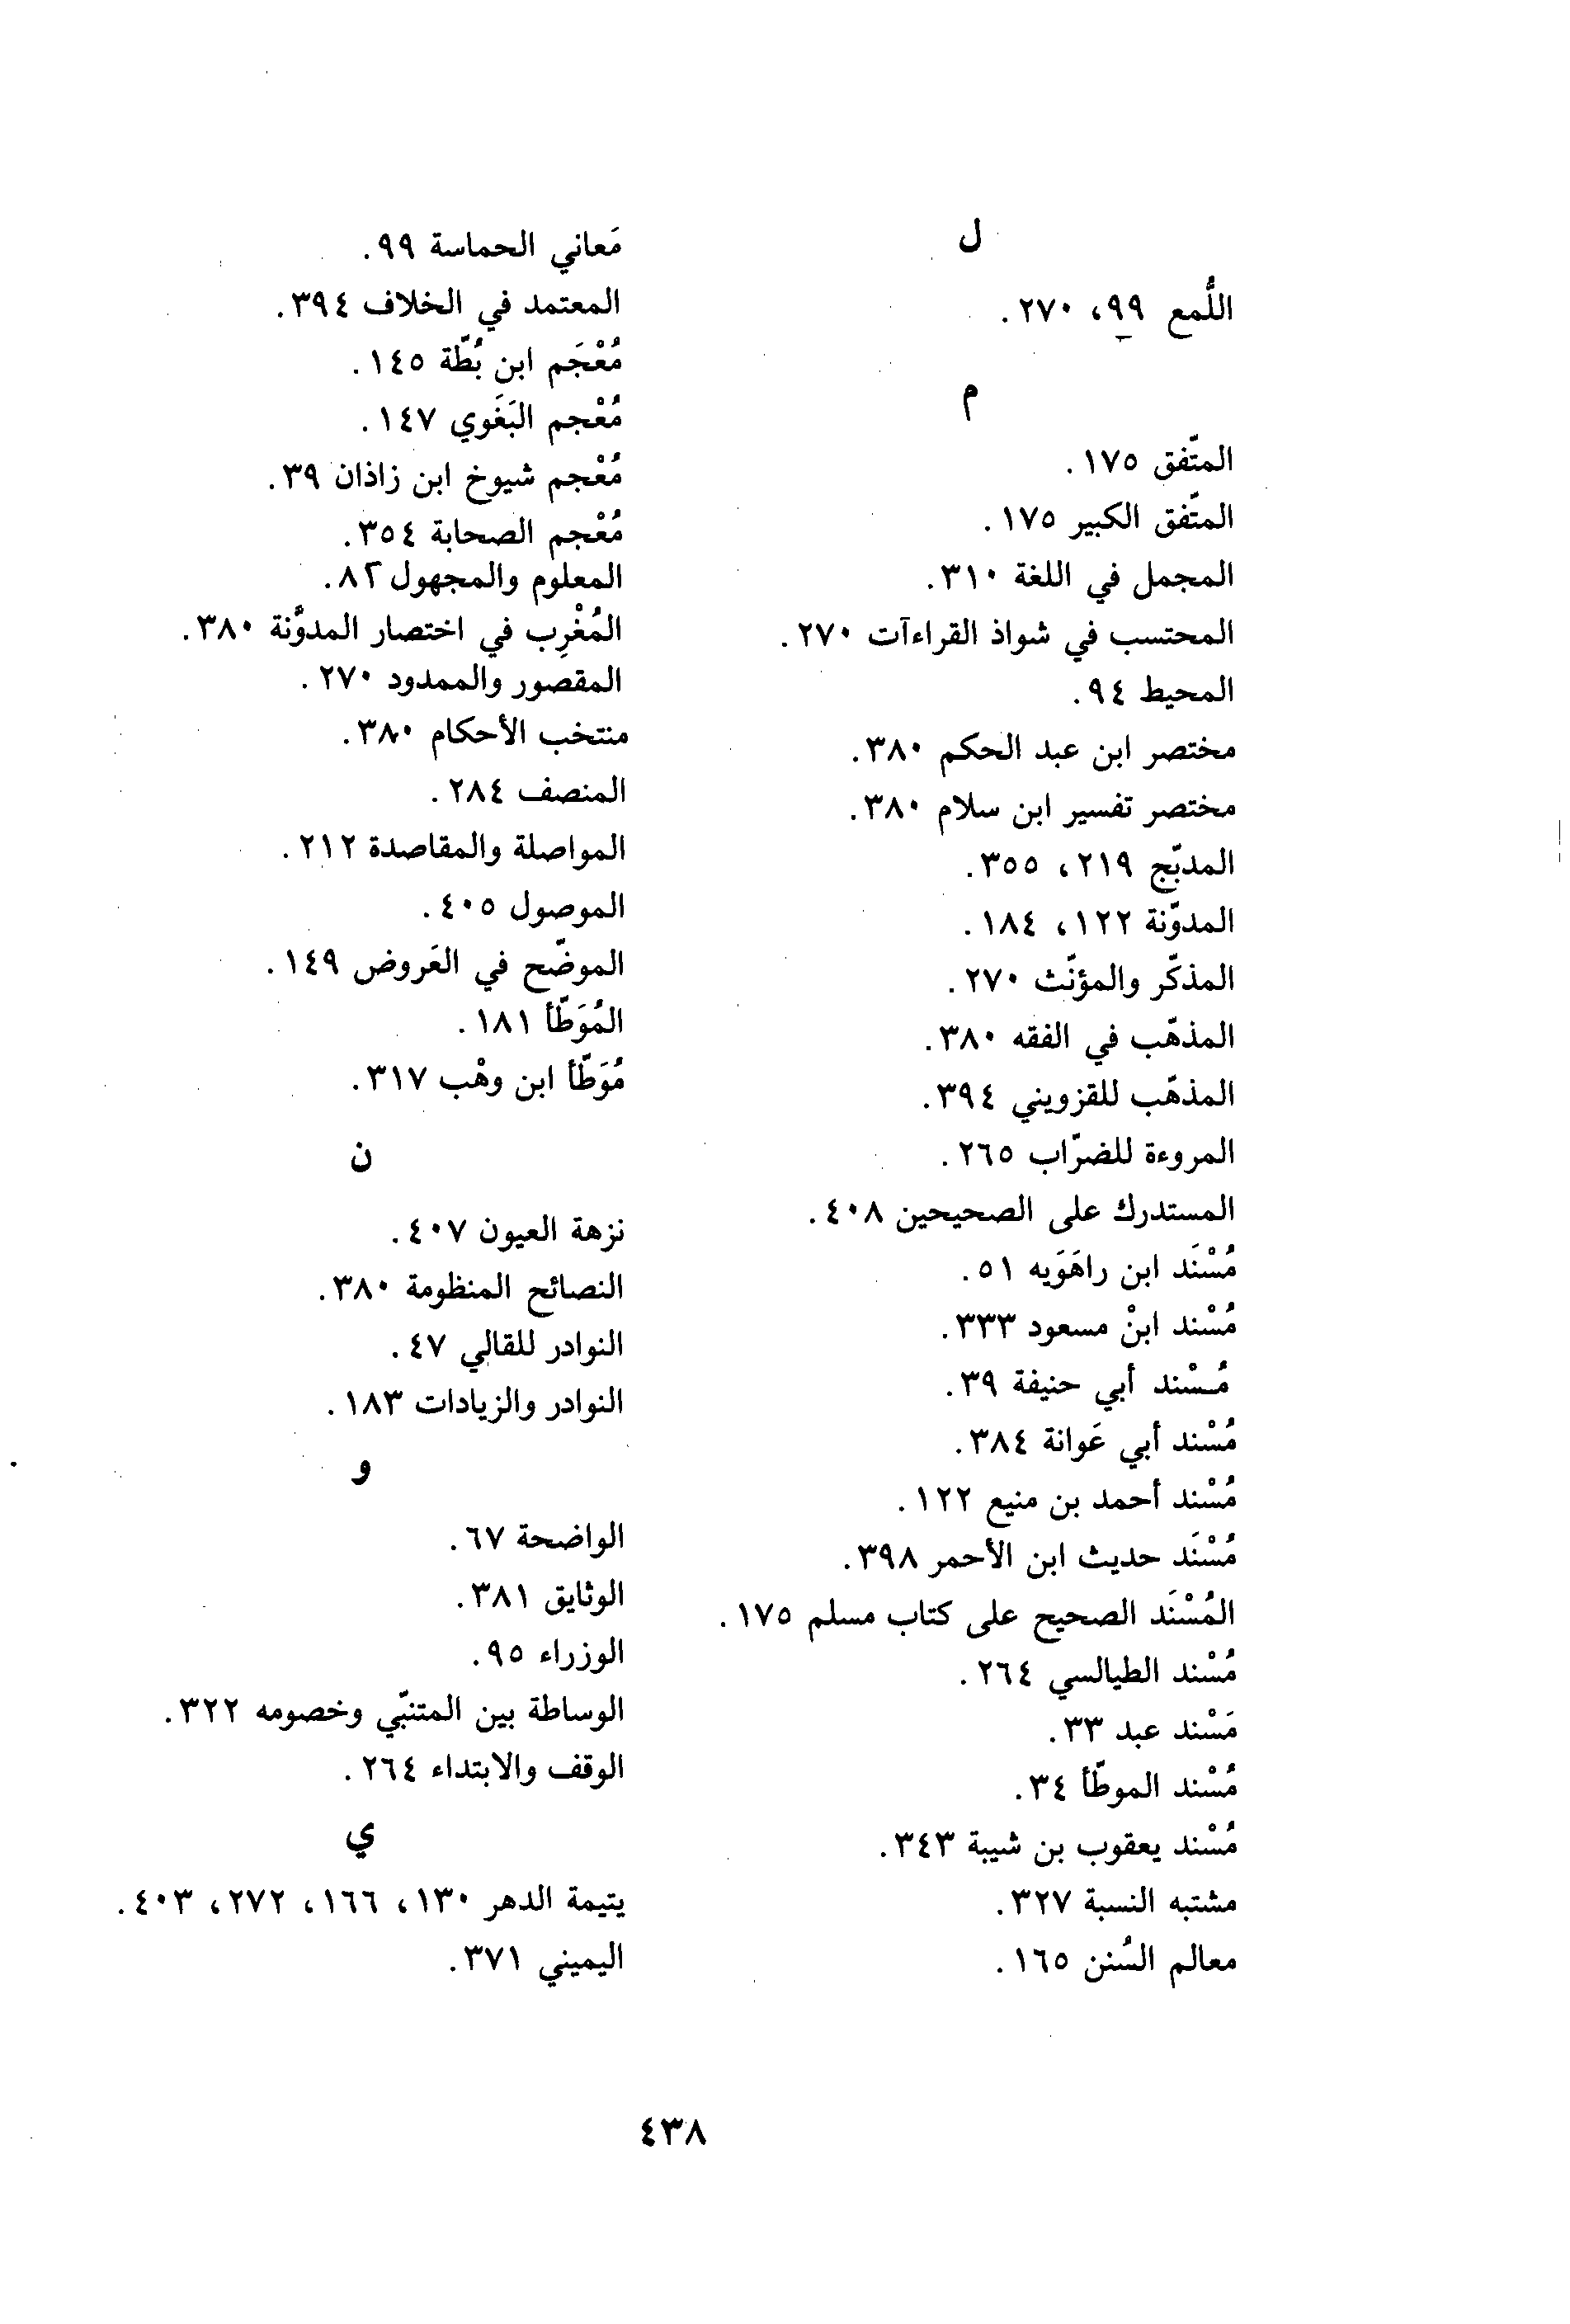 ل
اللُّمع ٩٩، ٢٧٠.
م
المتّفق ١٧٥.
المتّفق الكبير ١٧٥.
المجمل في اللغة ٣١٠.
المحتسب في شواذ القراءآت ٢٧٠.
المحيط ٩٤.
مختصر ابن عبد الحكم ٣٨٠.
مختصر تفسير ابن سلام ٣٨٠.
المدبّج ٢١٩، ٣٥٥.
المدوّنة ١٢٢، ١٨٤.
المذكّر والمؤنّث ٢٧٠.
المذهّب في الفقه ٣٨٠.
المذهّب للقزويني ٣٩٤.
المروءة للضرّاب ٢٦٥.
المستدرك على الصحيحين ٤٠٨.
مُسْنَد ابن راهَوَيه ٥١.
مُسْند ابنْ مسعود ٣٣٣.
مُسْند أبي حنيفة ٣٩.
مُسْند أبي عَوانة ٣٨٤.
مُسْند أحمد بن منيع ١٢٢.
مُسْنَد حديث ابن الأحمر ٣٩٨.
المُسْنَد الصحيح على كتاب مسلم ١٧٥.
مُسْند الطيالسي ٢٦٤.
مَسْند عبد ٣٣.
مُسْند الموطّأ ٣٤.
مُسْند يعقوب بن شيبة ٣٤٣.
مشتبه النسبة ٣٢٧.
معالم السُنن ١٦٥.
مَعاني الحماسة ٩٩.
المعتمد في الخلاف ٣٩٤.
مُعْجَم ابن بُطّة ١٤٥.
مُعْجم البَغَوي ١٤٧.
مُعْجم شيوخ ابن زاذان ٣٩.
مُعْجم الصحابة ٣٥٤.
المعلوم والمجهول ٨٢.
المُغْرِب في اختصار المدوَّنة ٣٨٠.
المقصور والممدود ٢٧٠.
منتخب الأحكام ٣٨٠.
المنصف ٢٨٤.
المواصلة والمقاصدة ٢١٢.
الموصول ٤٠٥.
الموضّح في العَروض ١٤٩.
المُوَطّأ ١٨١.
مُوَطّأ ابن وهْب ٣١٧.
ن
نزهة العيون ٤٠٧.
النصائح المنظومة ٣٨٠.
النوادر للقالي ٤٧.
النوادر والزيادات ١٨٣.
و
الواضحة ٦٧.
الوثايق ٣٨١.
الوزراء ٩٥.
الوساطة بين المتنبّي وخصومه ٣٢٢.
الوقف والابتداء ٢٦٤.
ي
يتيمة الدهر ١٣٠، ١٦٦، ٢٧٢، ٤٠٣.
اليميني ٣٧١.
٤٣٨